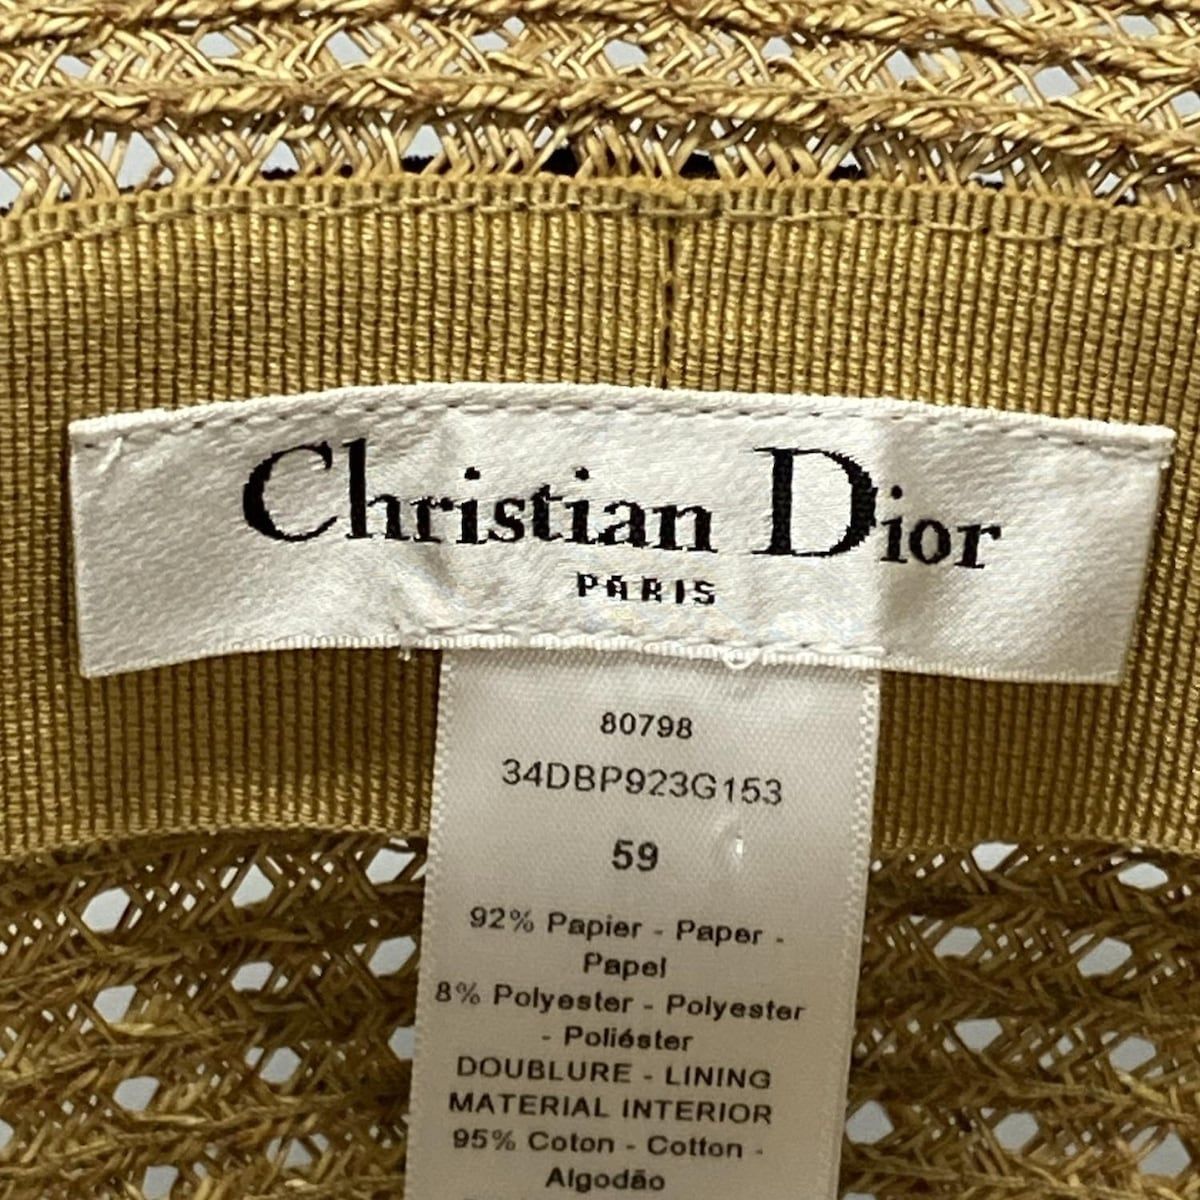 Christian Dior
PARIS
80798
34DBP923G153
59
92% Papier - Paper -
Papel
8% Polyester - Polyester
- Poliéster
DOUBLURE - LINING
MATERIAL INTERIOR
95% Coton - Cotton -
Algodão